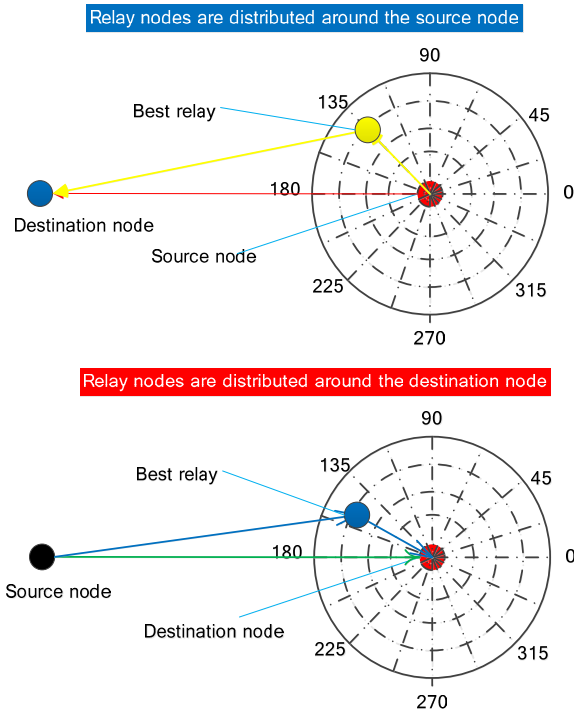 Relay nodes are distributed around the source node
90
135
45
Best relay
180
0
Destination node
Source node
225
315
270
Relay nodes are distributed around the destination node
90
135
45
Best relay
180
0
Source node
Destination node
225
315
270